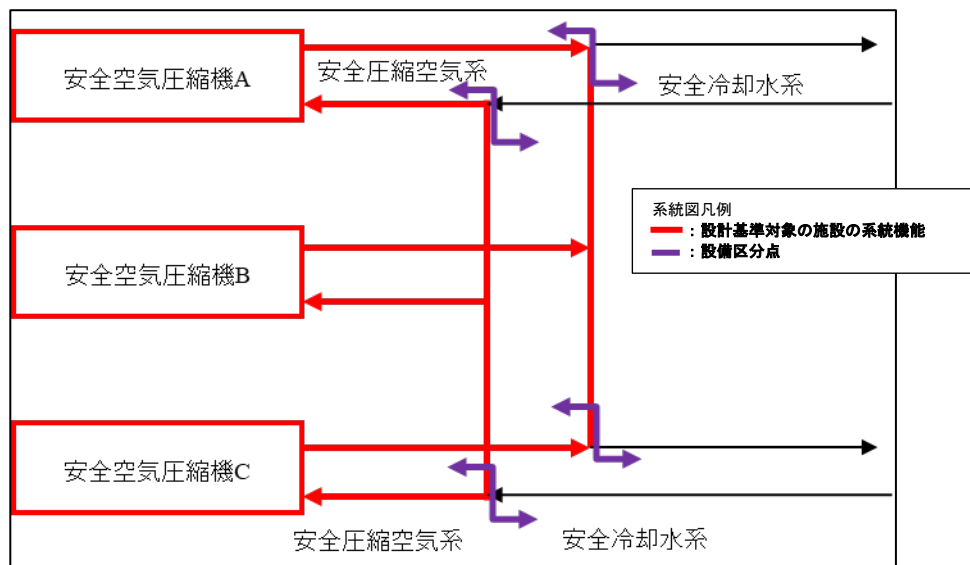 安全空気圧縮機A
安全圧縮空気系
安全冷却水系
系統図凡例
：設計基準対象の施設の系統機能
：設備区分点
安全空気圧縮機B
安全空気圧縮機C
安全圧縮空気系
安全冷却水系